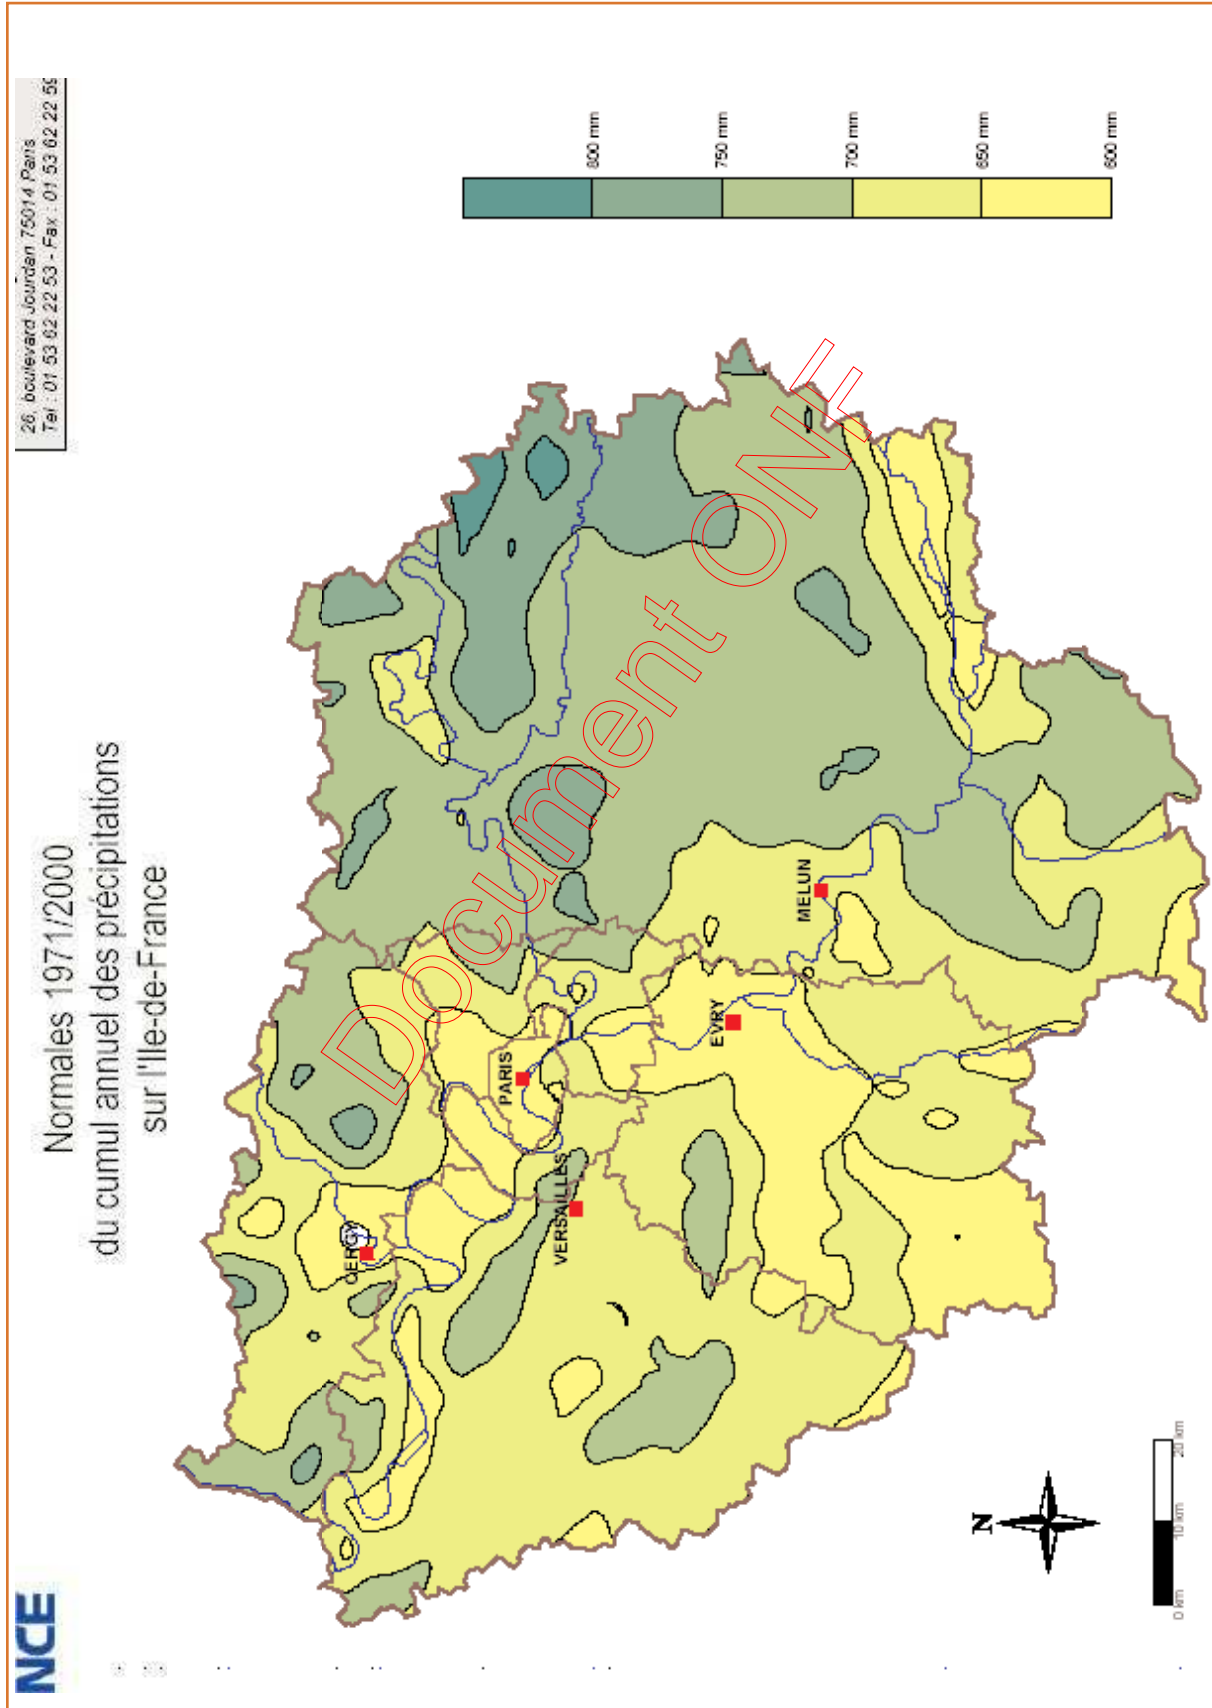 NCE
26, boulevard Jourdan 75014 Paris
Tel : 01 53 62 22 53 - Fax : 01 53 62 22 59
Normales 1971/2000
du cumul annuel des précipitations
sur l'Ile-de-France
CERGY
PARIS
VERSAILLES
EVRY
MELUN
Document ONE
800 mm
750 mm
700 mm
650 mm
600 mm
N
0 km
10 km
20 km